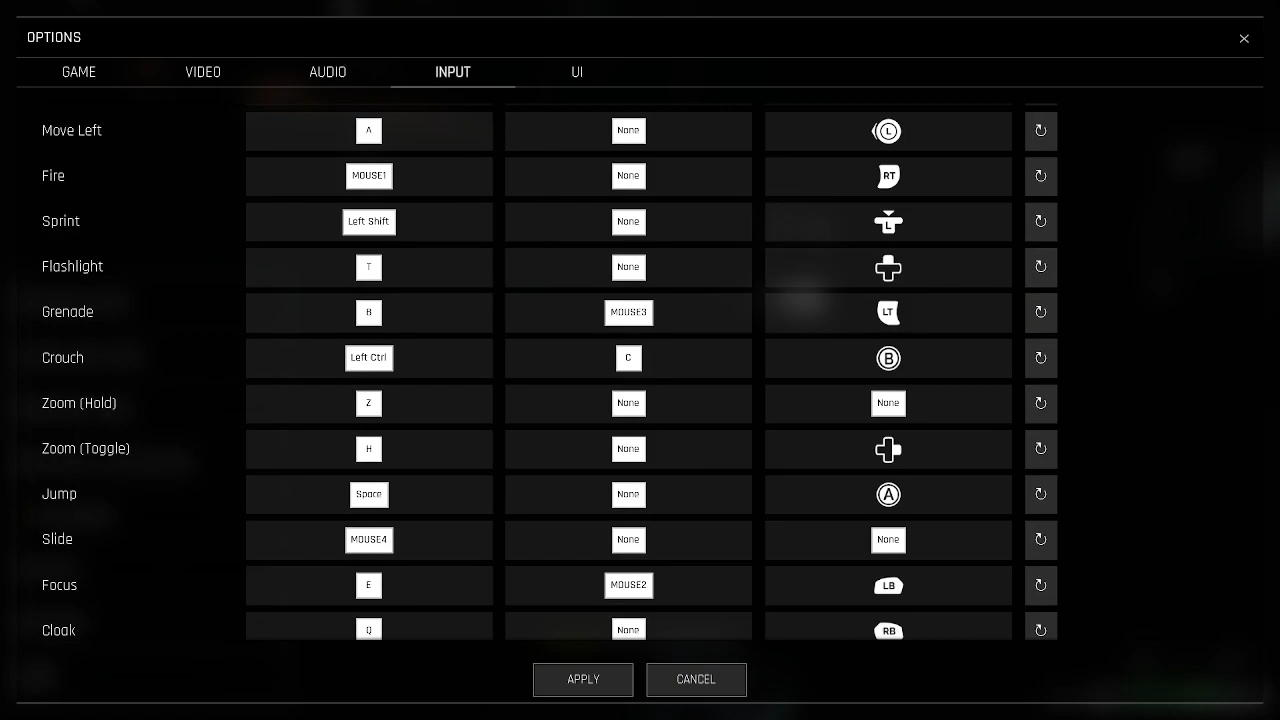 OPTIONS ×
GAME VIDEO AUDIO INPUT UI
Move Left A None L
Fire MOUSE1 None RT
Sprint Left Shift None L
Flashlight T None
Grenade B MOUSE3 LT
Crouch Left Ctrl C B
Zoom (Hold) Z None None
Zoom (Toggle) H None
Jump Space None A
Slide MOUSE4 None None
Focus E MOUSE2 LB
Cloak Q None RB
APPLY CANCEL